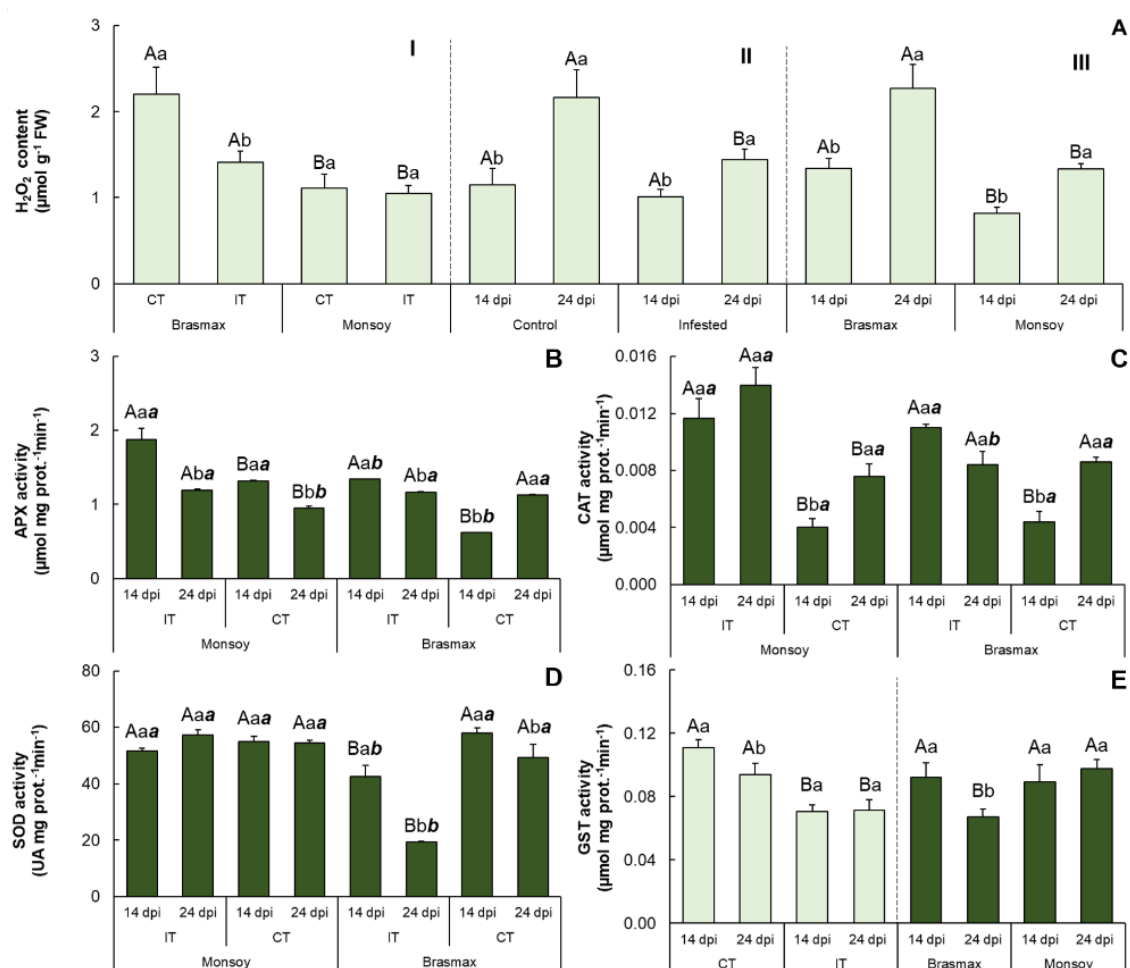 A
H₂O₂ content
(µmol g⁻¹ FW)
3
2
1
0
I
II
III
Aa
Ab
Ba
Ba
Ab
Aa
Ab
Ba
Ab
Aa
Bb
Ba
CT IT CT IT 14 dpi 24 dpi 14 dpi 24 dpi 14 dpi 24 dpi 14 dpi 24 dpi
Brasmax Monsoy Control Infested Brasmax Monsoy
B
APX activity
(µmol mg prot.⁻¹min⁻¹)
3
2
1
0
Aaa
Aba
Baa
Bbb
Aab
Aba
Bbb
Aaa
14 dpi 24 dpi 14 dpi 24 dpi 14 dpi 24 dpi 14 dpi 24 dpi
IT CT IT CT
Monsoy Brasmax
C
CAT activity
(µmol mg prot.⁻¹min⁻¹)
0.016
0.012
0.008
0.004
0.000
Aaa
Aaa
Bba
Baa
Aaa
Aab
Bba
Aaa
14 dpi 24 dpi 14 dpi 24 dpi 14 dpi 24 dpi 14 dpi 24 dpi
IT CT IT CT
Monsoy Brasmax
D
SOD activity
(UA mg prot.⁻¹min⁻¹)
80
60
40
20
0
Aaa
Aaa
Aaa
Aaa
Bab
Bbb
Aaa
Aba
14 dpi 24 dpi 14 dpi 24 dpi 14 dpi 24 dpi 14 dpi 24 dpi
IT CT IT CT
Monsoy Brasmax
E
GST activity
(µmol mg prot.⁻¹min⁻¹)
0.16
0.12
0.08
0.04
0.00
Aa
Ab
Ba
Ba
Aa
Bb
Aa
Aa
14 dpi 24 dpi 14 dpi 24 dpi 14 dpi 24 dpi 14 dpi 24 dpi
CT IT Brasmax Monsoy